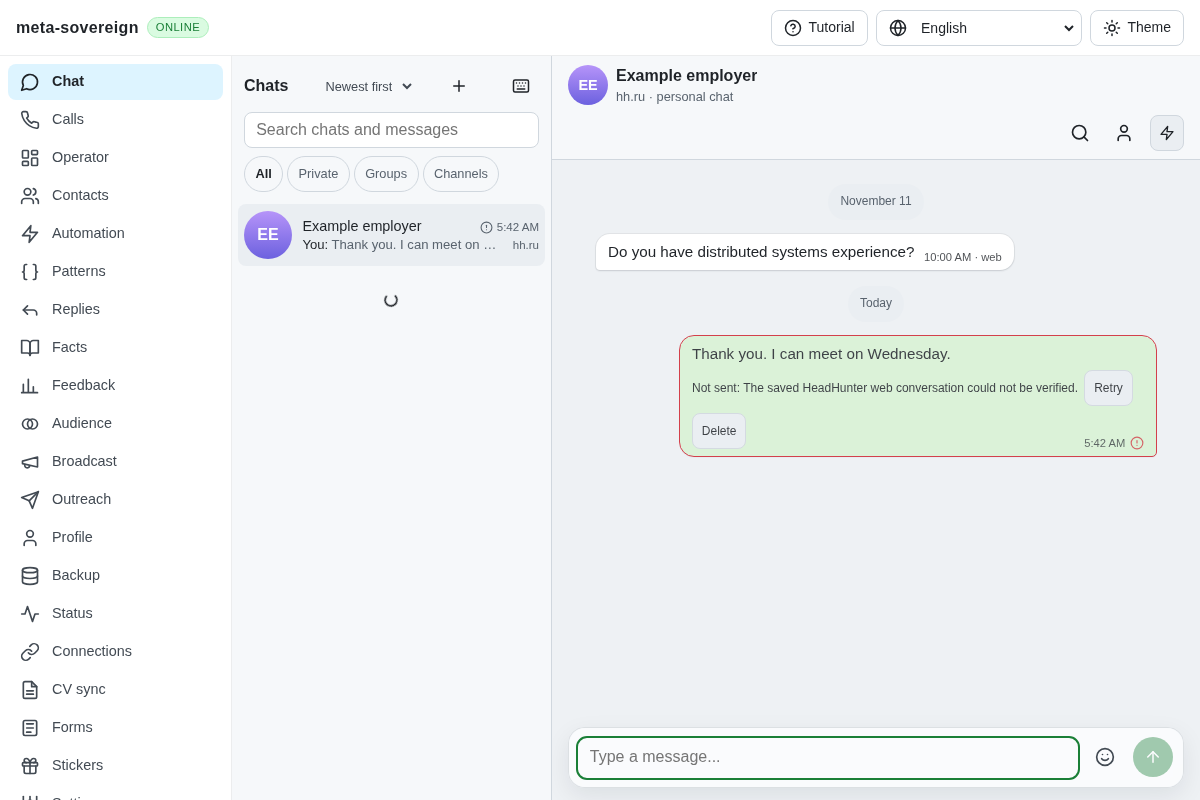 meta-sovereign
ONLINE
Tutorial
English
Theme
Chat
Calls
Operator
Contacts
Automation
Patterns
Replies
Facts
Feedback
Audience
Broadcast
Outreach
Profile
Backup
Status
Connections
CV sync
Forms
Stickers
Chats
Newest first
Search chats and messages
All
Private
Groups
Channels
EE
Example employer
5:42 AM
You: Thank you. I can meet on …
hh.ru
EE
Example employer
hh.ru · personal chat
November 11
Do you have distributed systems experience?
10:00 AM · web
Today
Thank you. I can meet on Wednesday.
Not sent: The saved HeadHunter web conversation could not be verified.
Retry
Delete
5:42 AM
Type a message...